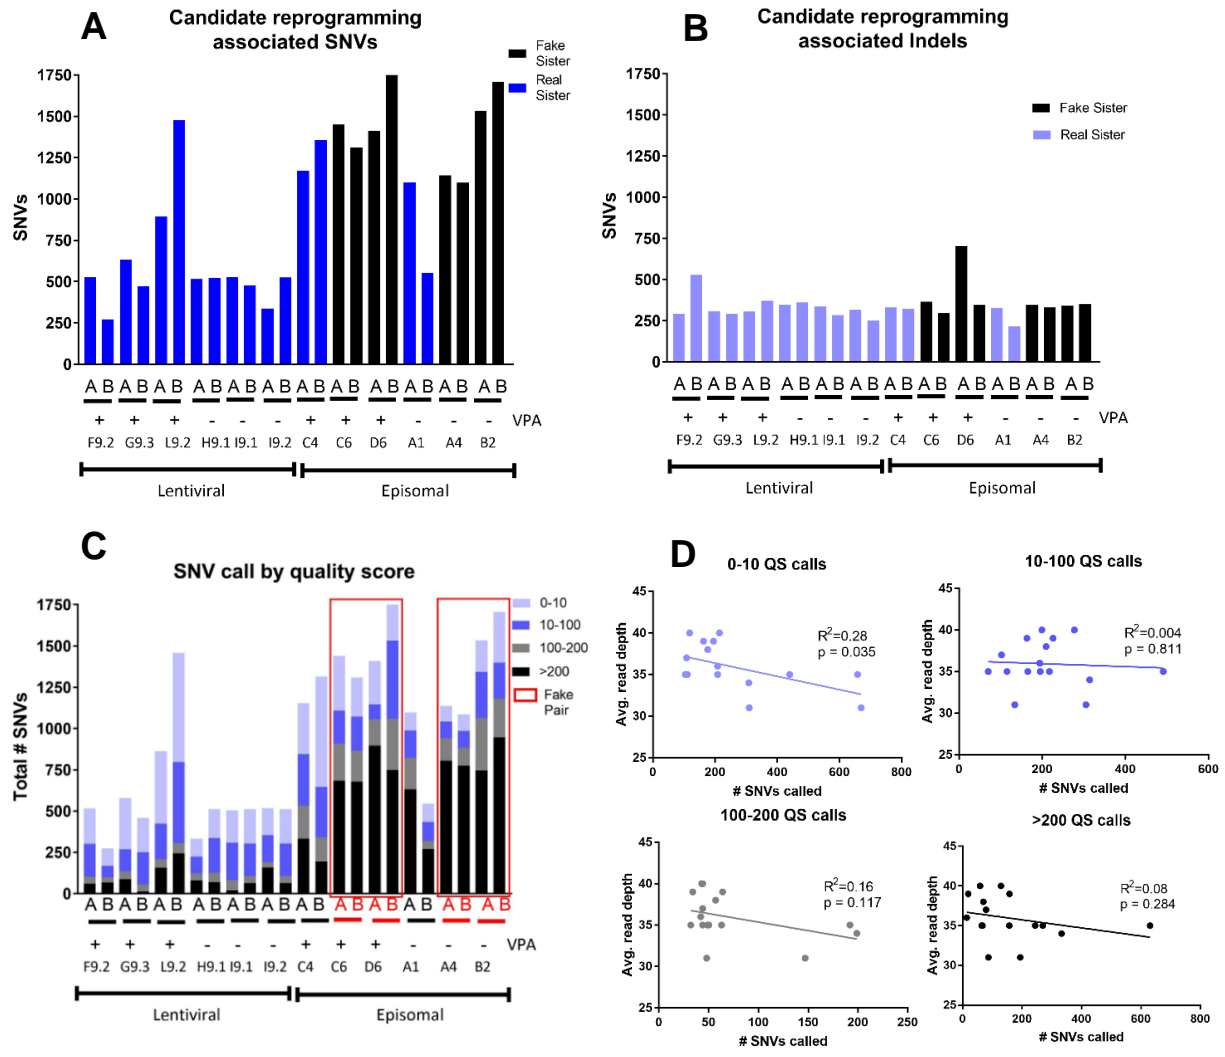 A
Candidate reprogramming
associated SNVs
Fake
Sister
Real
Sister
SNVs
1750
1500
1250
1000
750
500
250
0
A B A B A B A B A B A B A B A B A B A B A B A B
+ + + - - - + + + - - - VPA
F9.2 G9.3 L9.2 H9.1 I9.1 I9.2 C4 C6 D6 A1 A4 B2
Lentiviral Episomal
B
Candidate reprogramming
associated Indels
Fake Sister
Real Sister
SNVs
1750
1500
1250
1000
750
500
250
0
A B A B A B A B A B A B A B A B A B A B A B A B
+ + + - - - + + + - - - VPA
F9.2 G9.3 L9.2 H9.1 I9.1 I9.2 C4 C6 D6 A1 A4 B2
Lentiviral Episomal
C
SNV call by quality score
0-10
10-100
100-200
>200
Fake
Pair
Total # SNVs
1750
1500
1250
1000
750
500
250
0
A B A B A B A B A B A B A B A B A B A B A B A B
+ + + - - - + + + - - - VPA
F9.2 G9.3 L9.2 H9.1 I9.1 I9.2 C4 C6 D6 A1 A4 B2
Lentiviral Episomal
D
0-10 QS calls
R²=0.28
p = 0.035
Avg. read depth
45
40
35
30
25
0 200 400 600 800
# SNVs called
10-100 QS calls
R²=0.004
p = 0.811
Avg. read depth
45
40
35
30
25
0 200 400 600
# SNVs called
100-200 QS calls
R²=0.16
p = 0.117
Avg. read depth
45
40
35
30
25
0 50 100 150 200 250
# SNVs called
>200 QS calls
R²=0.08
p = 0.284
Avg. read depth
45
40
35
30
25
0 200 400 600 800
# SNVs called